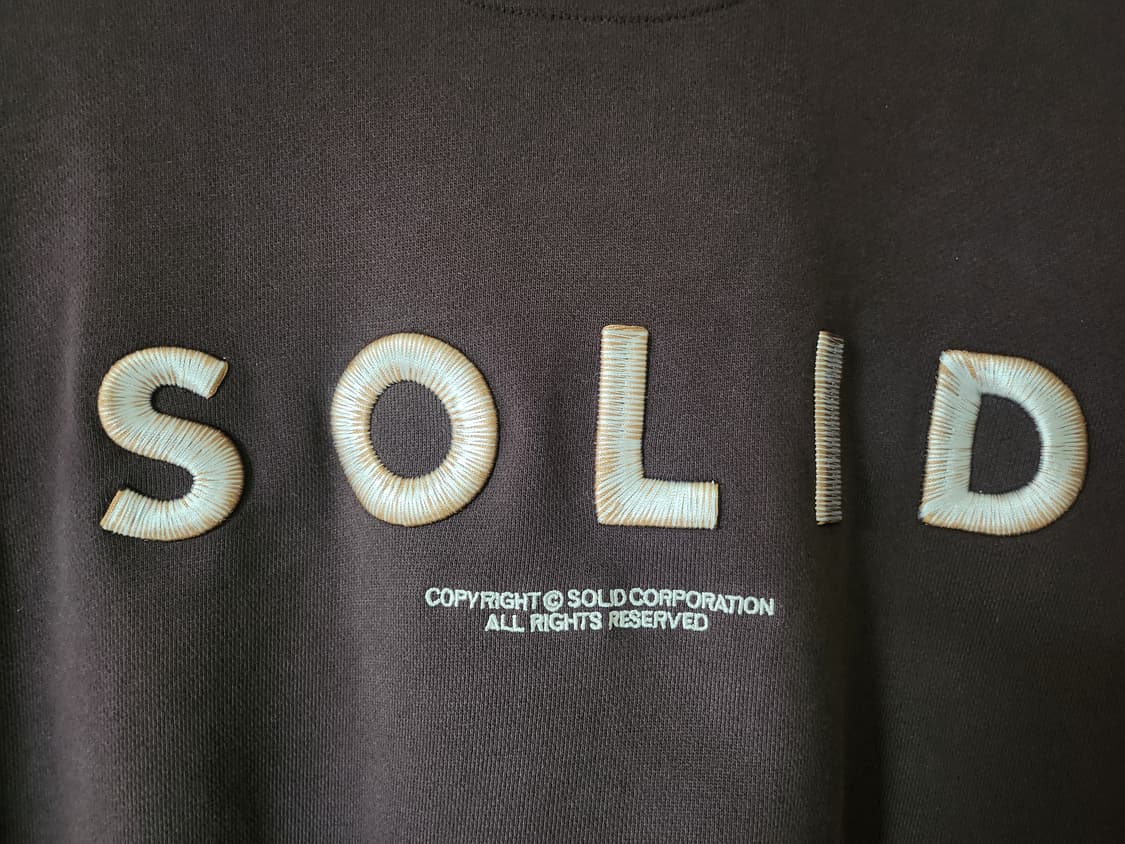 SOLID
COPYRIGHT © SOLID CORPORATION
ALL RIGHTS RESERVED